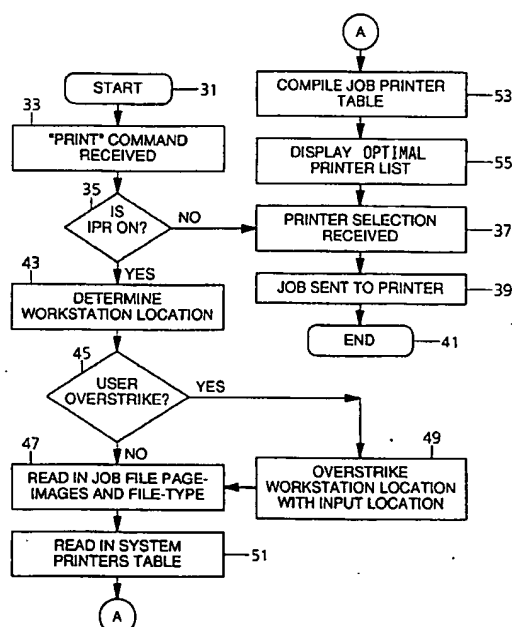 START
31
33
"PRINT" COMMAND
RECEIVED
35
IS
IPR ON?
NO
YES
43
DETERMINE
WORKSTATION LOCATION
45
USER
OVERSTRIKE?
YES
NO
47
READ IN JOB FILE PAGE-
IMAGES AND FILE-TYPE
49
OVERSTRIKE
WORKSTATION LOCATION
WITH INPUT LOCATION
READ IN SYSTEM
PRINTERS TABLE
51
A
A
COMPILE JOB PRINTER
TABLE
53
DISPLAY OPTIMAL
PRINTER LIST
55
PRINTER SELECTION
RECEIVED
37
JOB SENT TO PRINTER
39
END
41